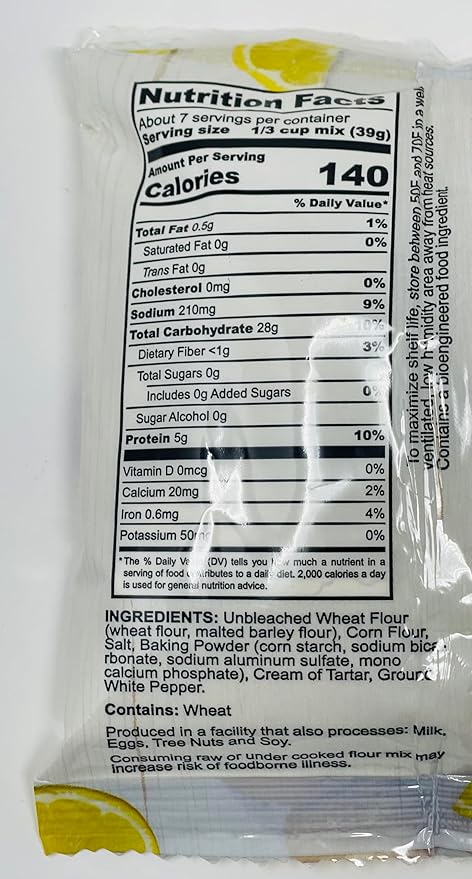 Nutrition Facts
About 7 servings per container
Serving size 1/3 cup mix (39g)
Amount Per Serving
Calories 140
% Daily Value*
Total Fat 0.5g 1%
Saturated Fat 0g 0%
Trans Fat 0g
Cholesterol 0mg 0%
Sodium 210mg 9%
Total Carbohydrate 28g 10%
Dietary Fiber <1g 3%
Total Sugars 0g
Includes 0g Added Sugars 0%
Sugar Alcohol 0g
Protein 5g 10%
Vitamin D 0mcg 0%
Calcium 20mg 2%
Iron 0.6mg 4%
Potassium 50mg 0%
*The % Daily Value (DV) tells you how much a nutrient in a
serving of food contributes to a daily diet. 2,000 calories a day
is used for general nutrition advice.
To maximize shelf life, store between 50F and 70F in a well
ventilated, low humidity area away from heat sources.
Contains a bioengineered food ingredient.
INGREDIENTS: Unbleached Wheat Flour
(wheat flour, malted barley flour), Corn Flour,
Salt, Baking Powder (corn starch, sodium bica-
rbonate, sodium aluminum sulfate, mono
calcium phosphate), Cream of Tartar, Ground
White Pepper.
Contains: Wheat
Produced in a facility that also processes: Milk,
Eggs, Tree Nuts and Soy.
Consuming raw or under cooked flour mix may
increase risk of foodborne illness.